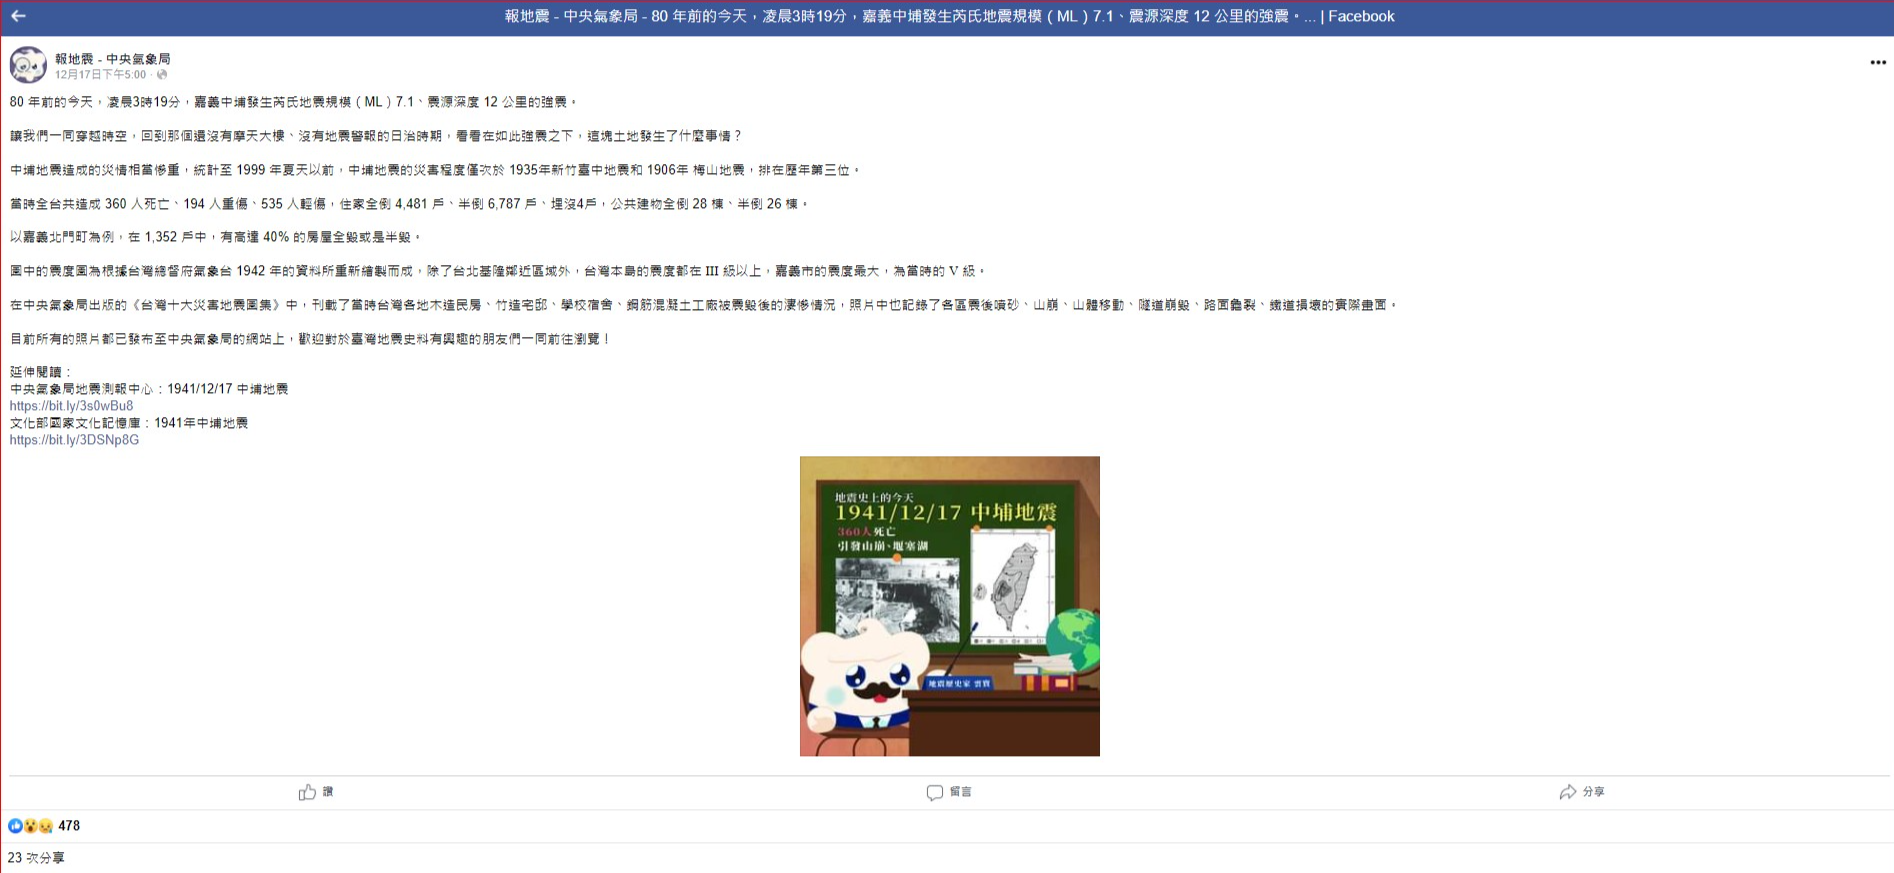 報地震 - 中央氣象局 - 80 年前的今天，凌晨3時19分，嘉義中埔發生芮氏地震規模（ML）7.1、震源深度 12 公里的強震。... | Facebook
報地震 - 中央氣象局
12月17日下午5:00 ·
80 年前的今天，凌晨3時19分，嘉義中埔發生芮氏地震規模（ML）7.1、震源深度 12 公里的強震。
讓我們一同穿越時空，回到那個還沒有摩天大樓、沒有地震警報的日治時期，看看在如此強震之下，這塊土地發生了什麼事情？
中埔地震造成的災情相當慘重，統計至 1999 年夏天以前，中埔地震的災害程度僅次於 1935年新竹臺中地震和 1906年 梅山地震，排在歷年第三位。
當時全台共造成 360 人死亡、194 人重傷、535 人輕傷，住家全倒 4,481 戶、半倒 6,787 戶、埋沒4戶，公共建物全倒 28 棟、半倒 26 棟。
以嘉義北門町為例，在 1,352 戶中，有高達 40% 的房屋全毀或是半毀。
圖中的震度圖為根據台灣總督府氣象台 1942 年的資料所重新繪製而成，除了台北基隆鄰近區域外，台灣本島的震度都在 III 級以上，嘉義市的震度最大，為當時的 V 級。
在中央氣象局出版的《台灣十大災害地震圖集》中，刊載了當時台灣各地木造民房、竹造宅邸、學校宿舍、鋼筋混凝土工廠被震毀後的淒慘情況，照片中也記錄了各區震後噴砂、山崩、山體移動、隧道崩毀、路面龜裂、鐵道損壞的實際畫面。
目前所有的照片都已發布至中央氣象局的網站上，歡迎對於臺灣地震史料有興趣的朋友們一同前往瀏覽！
延伸閱讀：
中央氣象局地震測報中心：1941/12/17 中埔地震
https://bit.ly/3s0wBu8
文化部國家文化記憶庫：1941年中埔地震
https://bit.ly/3DSNp8G
地震史上的今天
1941/12/17 中埔地震
360人死亡
引發山崩、堰塞湖
地震歷史家 雲寶
讚
留言
分享
478
23 次分享